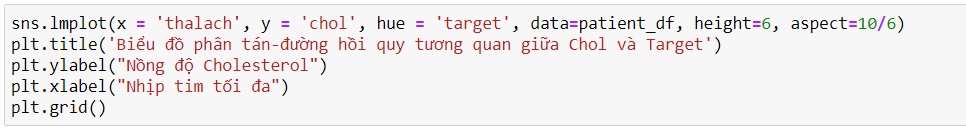 sns.lmplot(x = 'thalach', y = 'chol', hue = 'target', data=patient_df, height=6, aspect=10/6)
plt.title('Biểu đồ phân tán-đường hồi quy tương quan giữa Chol và Target')
plt.ylabel("Nồng độ Cholesterol")
plt.xlabel("Nhịp tim tối đa")
plt.grid()